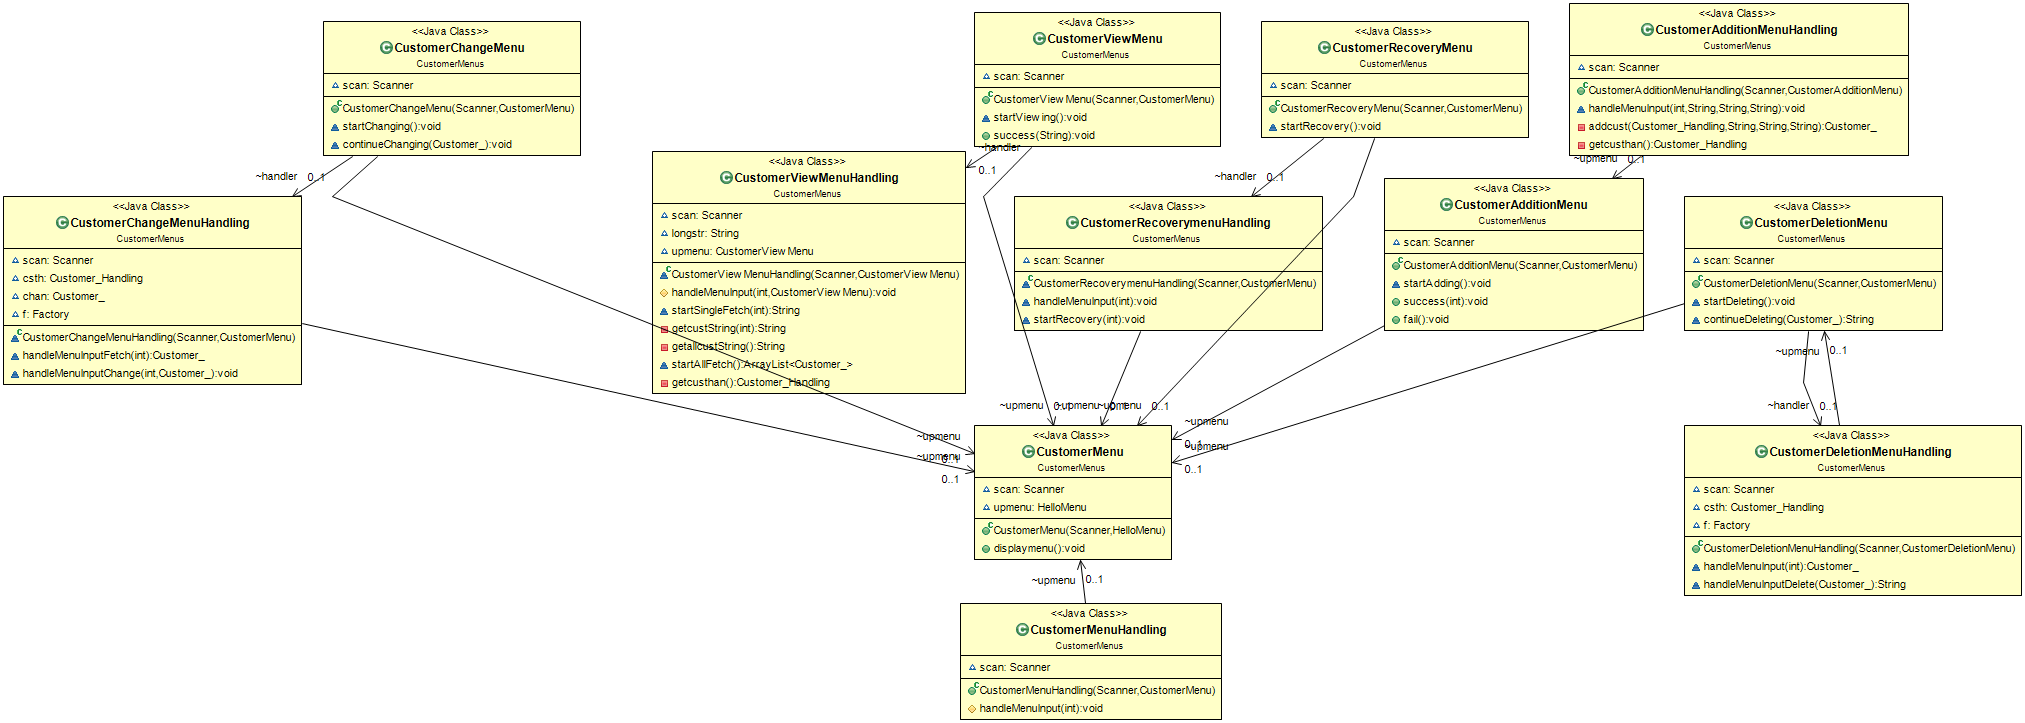 <<Java Class>>
CustomerChangeMenu
CustomerMenus
scan: Scanner
CustomerChangeMenu(Scanner,CustomerMenu)
startChanging():void
continueChanging(Customer_):void
<<Java Class>>
CustomerViewMenu
CustomerMenus
scan: Scanner
CustomerViewMenu(Scanner,CustomerMenu)
startViewing():void
success(String):void
<<Java Class>>
CustomerRecoveryMenu
CustomerMenus
scan: Scanner
CustomerRecoveryMenu(Scanner,CustomerMenu)
startRecovery():void
<<Java Class>>
CustomerAdditionMenuHandling
CustomerMenus
scan: Scanner
CustomerAdditionMenuHandling(Scanner,CustomerAdditionMenu)
handleMenuInput(int,String,String,String):void
addcust(Customer_Handling,String,String,String):Customer_
getcusthan():Customer_Handling
~handler
0..1
~handler
0..1
~handler
0..1
~upmenu
0..1
<<Java Class>>
CustomerChangeMenuHandling
CustomerMenus
scan: Scanner
csth: Customer_Handling
chan: Customer_
f: Factory
CustomerChangeMenuHandling(Scanner,CustomerMenu)
handleMenuInputFetch(int):Customer_
handleMenuInputChange(int,Customer_):void
<<Java Class>>
CustomerViewMenuHandling
CustomerMenus
scan: Scanner
longstr: String
upmenu: CustomerViewMenu
CustomerViewMenuHandling(Scanner,CustomerViewMenu)
handleMenuInput(int,CustomerViewMenu):void
startSingleFetch(int):String
getcustString(int):String
getallcustString():String
startAllFetch():ArrayList<Customer_>
getcusthan():Customer_Handling
<<Java Class>>
CustomerRecoverymenuHandling
CustomerMenus
scan: Scanner
CustomerRecoverymenuHandling(Scanner,CustomerMenu)
handleMenuInput(int):void
startRecovery(int):void
<<Java Class>>
CustomerAdditionMenu
CustomerMenus
scan: Scanner
CustomerAdditionMenu(Scanner,CustomerMenu)
startAdding():void
success(int):void
fail():void
<<Java Class>>
CustomerDeletionMenu
CustomerMenus
scan: Scanner
CustomerDeletionMenu(Scanner,CustomerMenu)
startDeleting():void
continueDeleting(Customer_):String
~upmenu
0..1
~handler
0..1
~upmenu
0..1
~upmenu
0..1
~upmenu
0..1
~upmenu
0..1
~upmenu
0..1
~upmenu
0..1
~upmenu
0..1
<<Java Class>>
CustomerMenu
CustomerMenus
scan: Scanner
upmenu: HelloMenu
CustomerMenu(Scanner,HelloMenu)
displaymenu():void
<<Java Class>>
CustomerDeletionMenuHandling
CustomerMenus
scan: Scanner
csth: Customer_Handling
f: Factory
CustomerDeletionMenuHandling(Scanner,CustomerDeletionMenu)
handleMenuInput(int):Customer_
handleMenuInputDelete(Customer_):String
~upmenu
0..1
<<Java Class>>
CustomerMenuHandling
CustomerMenus
scan: Scanner
CustomerMenuHandling(Scanner,CustomerMenu)
handleMenuInput(int):void